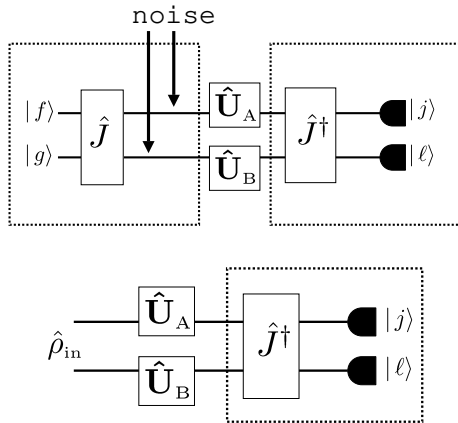 noise
|f⟩ Ĵ Û_A Ĵ† |j⟩
|g⟩ Û_B |ℓ⟩
ρ̂_in Û_A Ĵ† |j⟩
Û_B |ℓ⟩